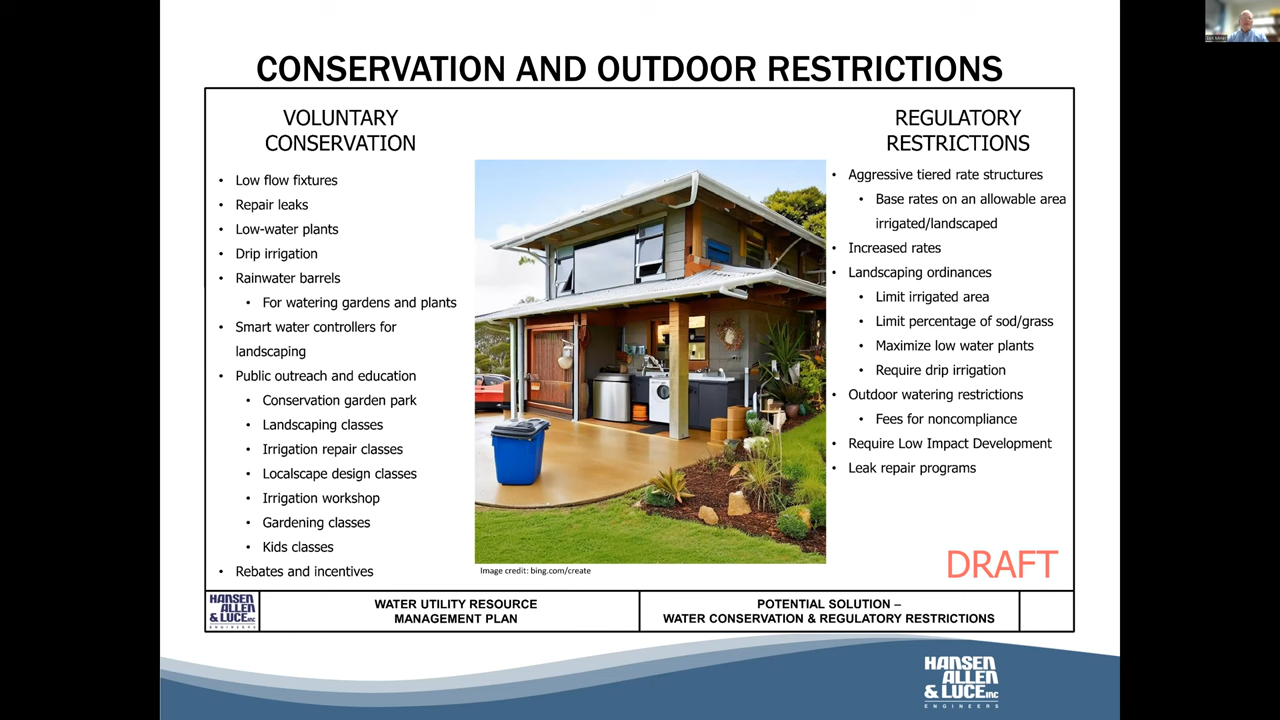 CONSERVATION AND OUTDOOR RESTRICTIONS
VOLUNTARY
CONSERVATION
• Low flow fixtures
• Repair leaks
• Low-water plants
• Drip irrigation
• Rainwater barrels
• For watering gardens and plants
• Smart water controllers for
landscaping
• Public outreach and education
• Conservation garden park
• Landscaping classes
• Irrigation repair classes
• Localscape design classes
• Irrigation workshop
• Gardening classes
• Kids classes
• Rebates and incentives
Image credit: bing.com/create
REGULATORY
RESTRICTIONS
• Aggressive tiered rate structures
• Base rates on an allowable area
irrigated/landscaped
• Increased rates
• Landscaping ordinances
• Limit irrigated area
• Limit percentage of sod/grass
• Maximize low water plants
• Require drip irrigation
• Outdoor watering restrictions
• Fees for noncompliance
• Require Low Impact Development
• Leak repair programs
DRAFT
HANSEN
ALLEN
& LUCE INC
ENGINEERS
WATER UTILITY RESOURCE
MANAGEMENT PLAN
POTENTIAL SOLUTION –
WATER CONSERVATION & REGULATORY RESTRICTIONS
HANSEN
ALLEN
& LUCE INC
ENGINEERS